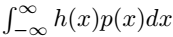 ∫_{-∞}^{∞} h(x)p(x)dx